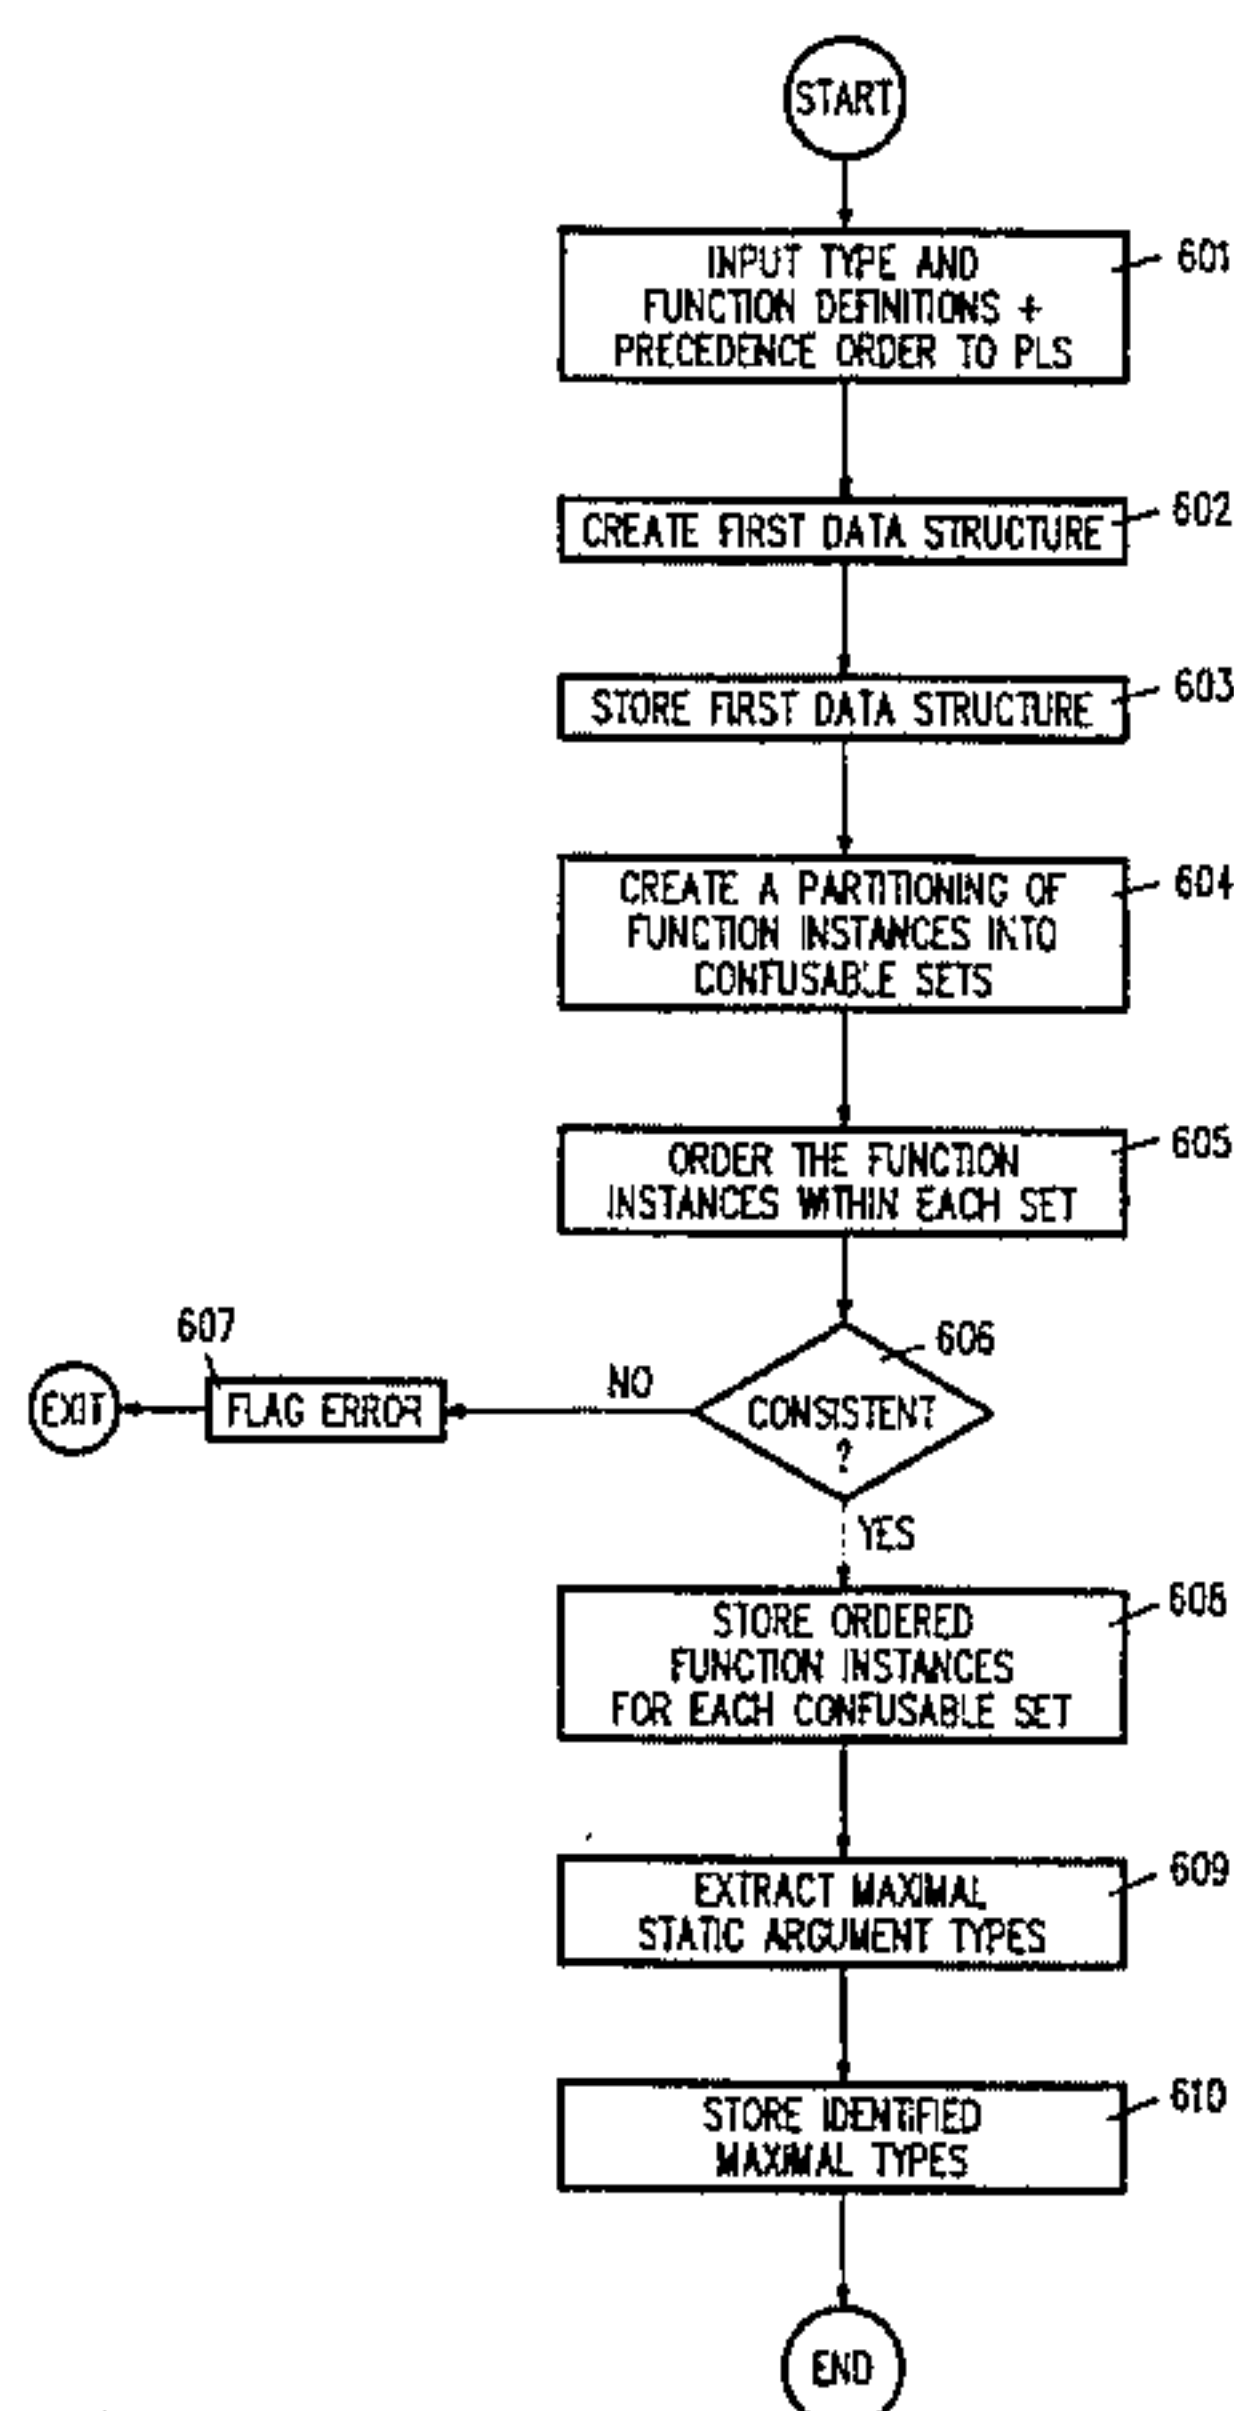 START
INPUT TYPE AND
FUNCTION DEFINITIONS +
PRECEDENCE ORDER TO PLS
601
CREATE FIRST DATA STRUCTURE
602
STORE FIRST DATA STRUCTURE
603
CREATE A PARTITIONING OF
FUNCTION INSTANCES INTO
CONFUSABLE SETS
604
ORDER THE FUNCTION
INSTANCES WITHIN EACH SET
605
CONSISTENT
?
606
NO
607
FLAG ERROR
EXIT
YES
STORE ORDERED
FUNCTION INSTANCES
FOR EACH CONFUSABLE SET
608
EXTRACT MAXIMAL
STATIC ARGUMENT TYPES
609
STORE IDENTIFIED
MAXIMAL TYPES
610
END